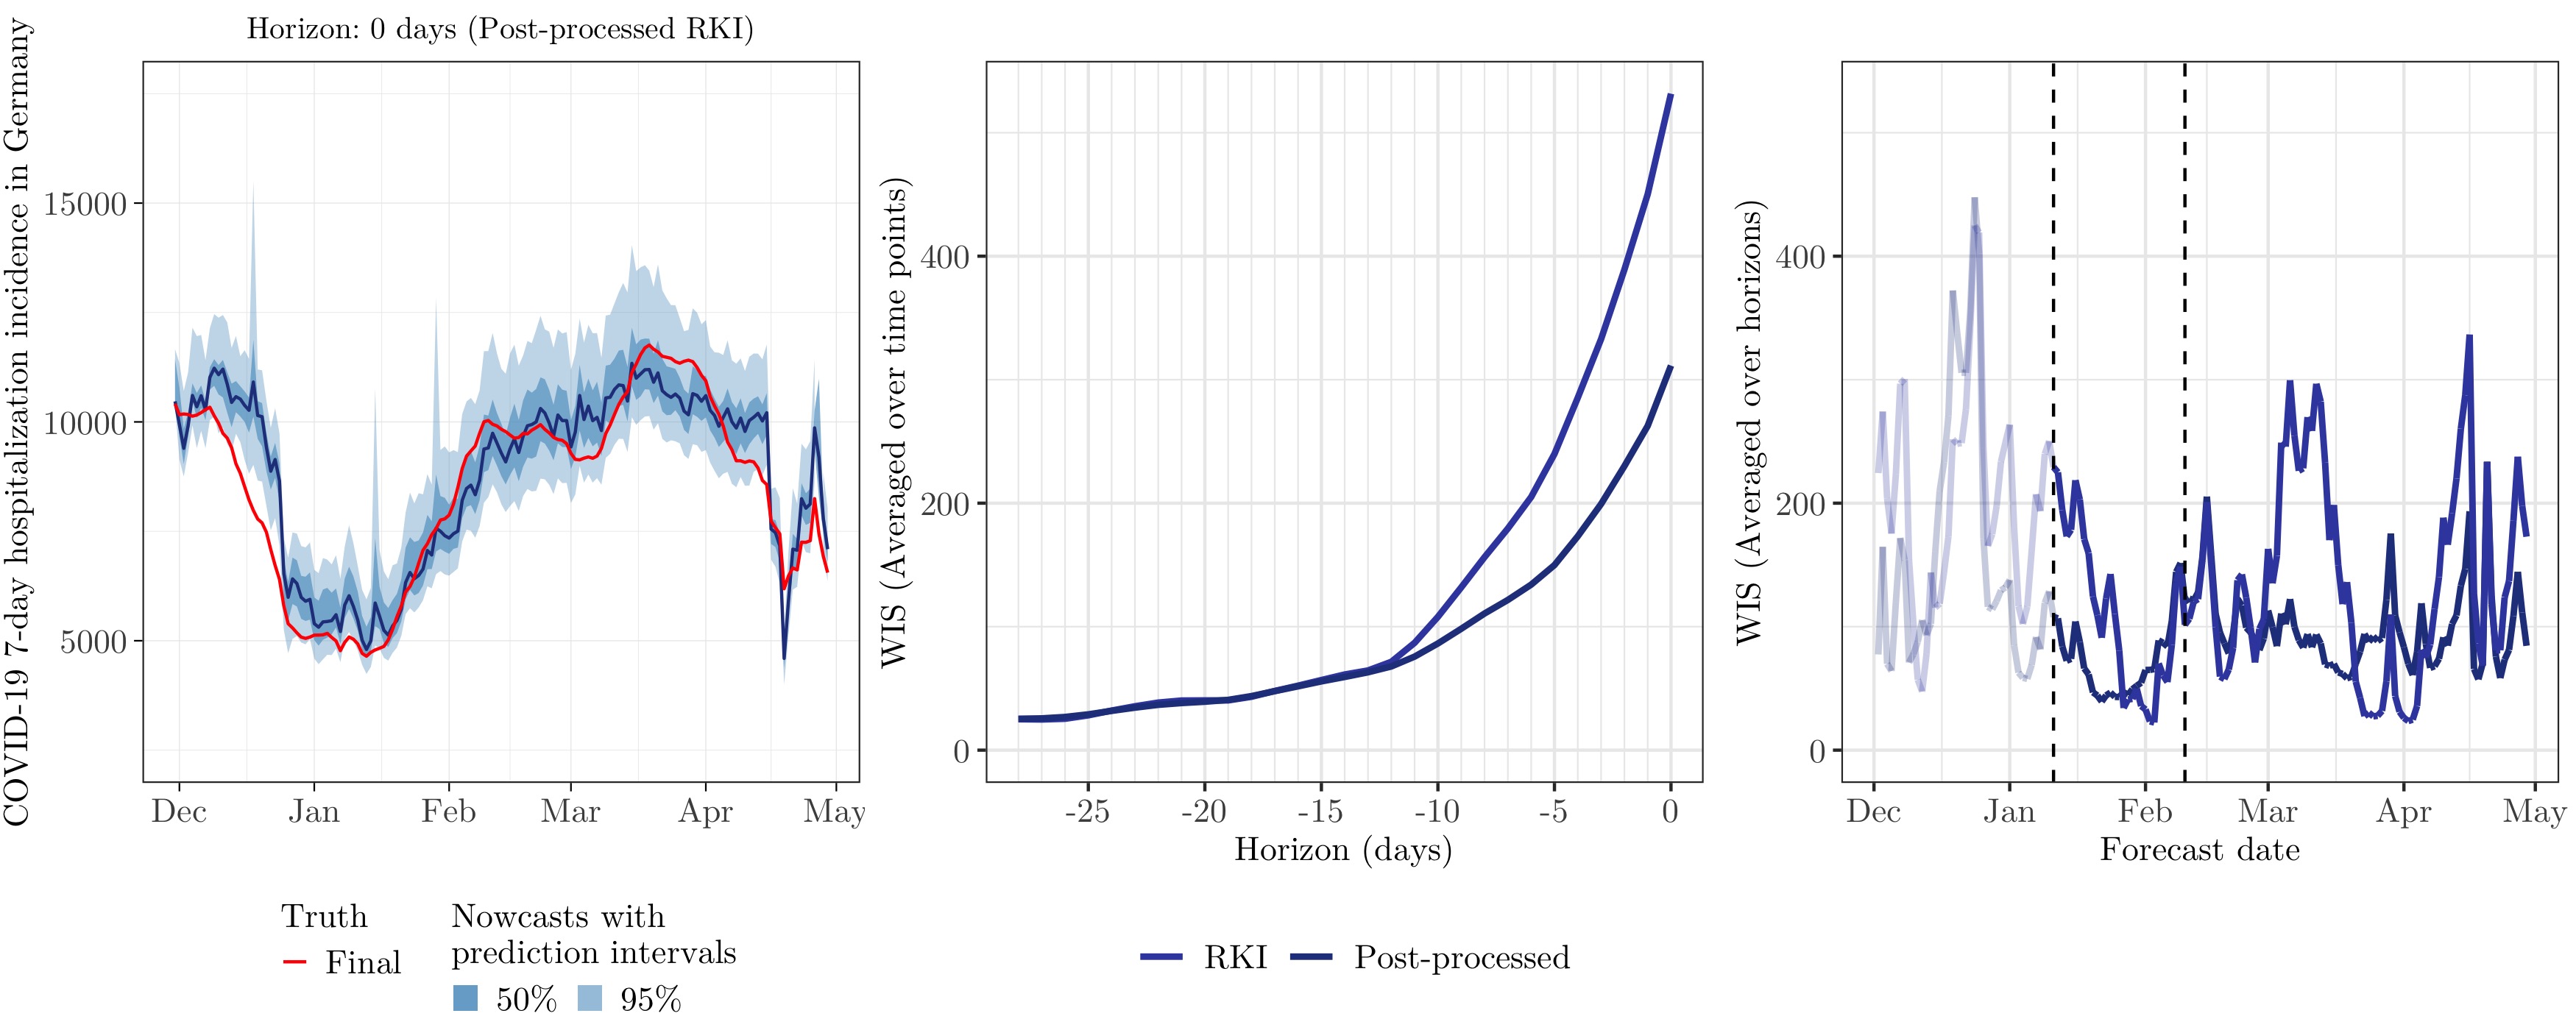 Horizon: 0 days (Post-processed RKI)
COVID-19 7-day hospitalization incidence in Germany
15000
10000
5000
Dec Jan Feb Mar Apr May
Truth
Final
Nowcasts with
prediction intervals
50% 95%
WIS (Averaged over time points)
400
200
0
-25 -20 -15 -10 -5 0
Horizon (days)
RKI Post-processed
WIS (Averaged over horizons)
400
200
0
Dec Jan Feb Mar Apr May
Forecast date